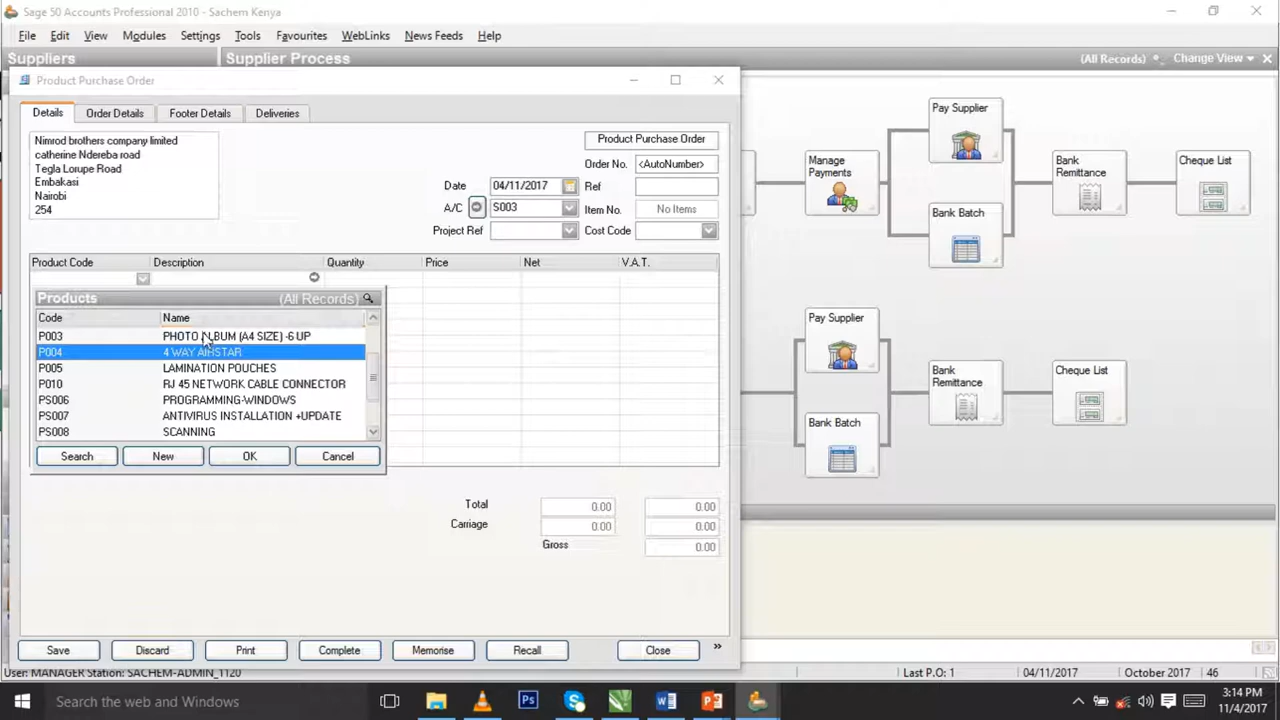 Sage 50 Accounts Professional 2010 - Sachem Kenya
File Edit View Modules Settings Tools Favourites WebLinks News Feeds Help
Suppliers Supplier Process (All Records) Change View
Product Purchase Order
Details Order Details Footer Details Deliveries
Nimrod brothers company limited
catherine Ndereba road
Tegla Lorupe Road
Embakasi
Nairobi
254
Product Purchase Order
Order No. <AutoNumber>
Date 04/11/2017 Ref
A/C S003 Item No. No Items
Project Ref Cost Code
Product Code Description Quantity Price Net V.A.T.
Products (All Records)
Code Name
P003 PHOTO ALBUM (A4 SIZE) -6 UP
P004 4 WAY AIRSTAR
P005 LAMINATION POUCHES
P010 RJ 45 NETWORK CABLE CONNECTOR
PS006 PROGRAMMING-WINDOWS
PS007 ANTIVIRUS INSTALLATION +UPDATE
PS008 SCANNING
Search New OK Cancel
Total 0.00 0.00
Carriage 0.00 0.00
Gross 0.00
Save Discard Print Complete Memorise Recall Close »
Pay Supplier
Manage Payments
Bank Remittance
Cheque List
Bank Batch
Pay Supplier
Bank Remittance
Cheque List
Bank Batch
User: MANAGER Station: SACHEM-ADMIN_1120 Last P.O: 1 04/11/2017 October 2017 46
Search the web and Windows
3:14 PM
11/4/2017